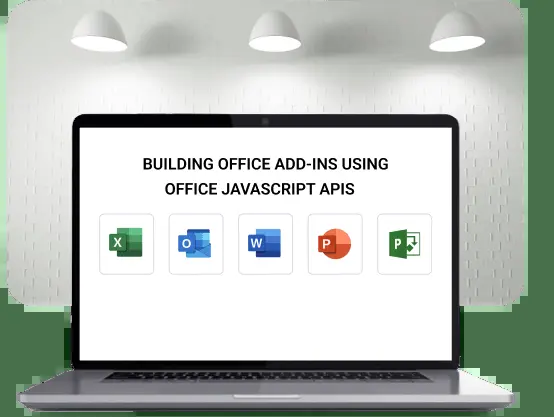 BUILDING OFFICE ADD-INS USING
OFFICE JAVASCRIPT APIS
X O W P P